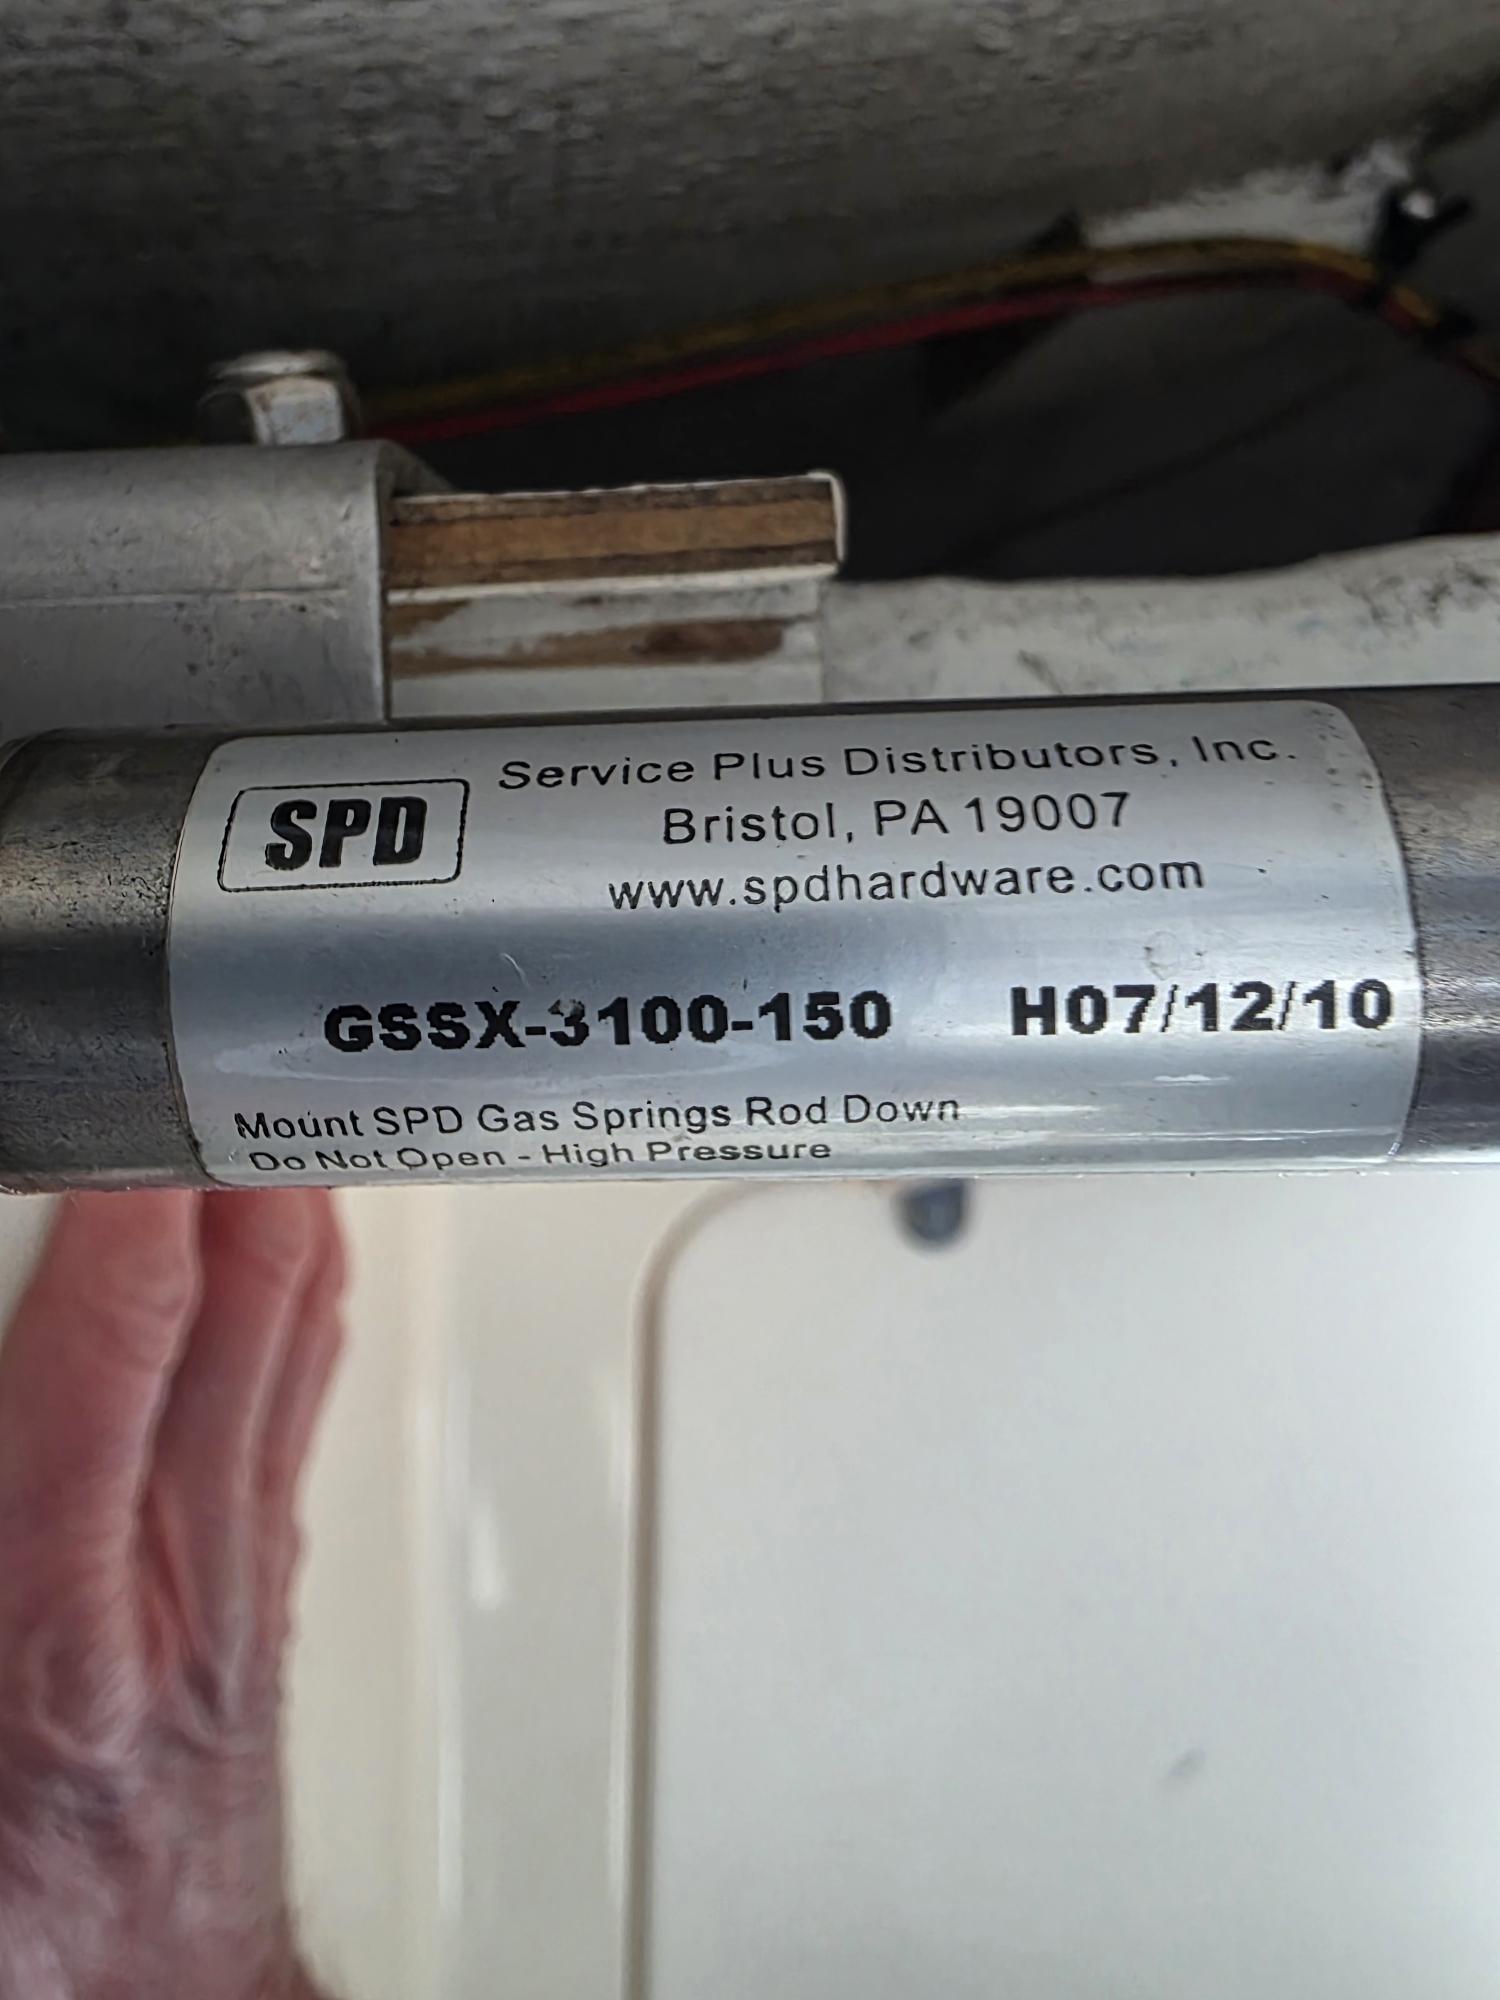 SPD
Service Plus Distributors, Inc.
Bristol, PA 19007
www.spdhardware.com
GSSX-3100-150 H07/12/10
Mount SPD Gas Springs Rod Down
Do Not Open - High Pressure